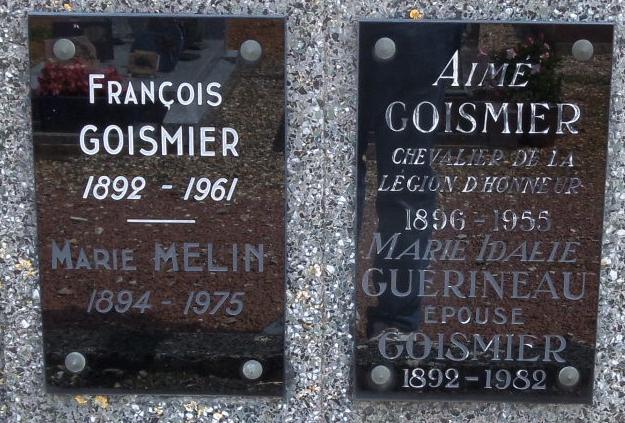 FRANÇOIS
GOISMIER
1892 - 1961
MARIE MELIN
1894 - 1975
AIMÉ
GOISMIER
CHEVALIER DE LA
LÉGION D'HONNEUR
1896 - 1955
MARIE IDALIE
GUÉRINEAU
ÉPOUSE
GOISMIER
1892 - 1982